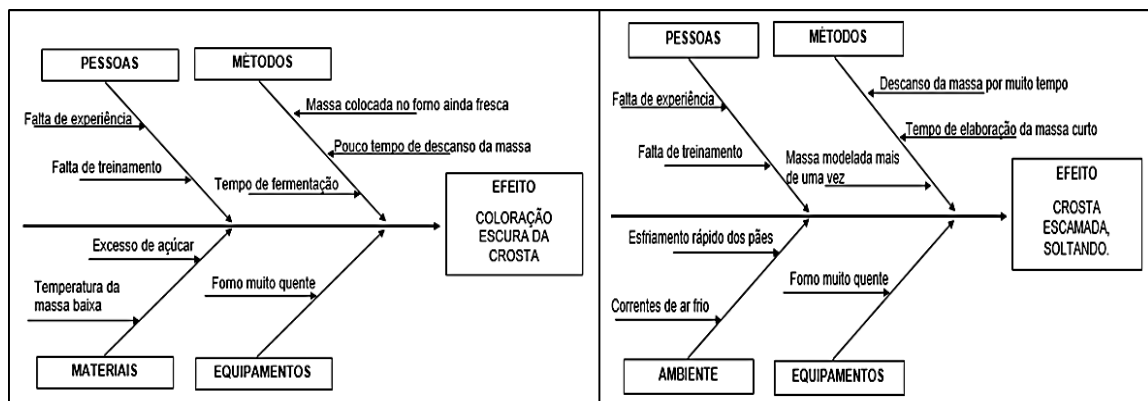 PESSOAS
MÉTODOS
Massa colocada no forno ainda fresca
Falta de experiência
Pouco tempo de descanso da massa
Falta de treinamento
Tempo de fermentação
EFEITO
COLORAÇÃO
ESCURA DA
CROSTA
Excesso de açúcar
Temperatura da
massa baixa
Forno muito quente
MATERIAIS
EQUIPAMENTOS
PESSOAS
MÉTODOS
Descanso da massa por muito tempo
Falta de experiência
Tempo de elaboração da massa curto
Falta de treinamento
Massa modelada mais
de uma vez
EFEITO
CROSTA
ESCAMADA,
SOLTANDO.
Esfriamento rápido dos pães
Forno muito quente
Correntes de ar frio
AMBIENTE
EQUIPAMENTOS